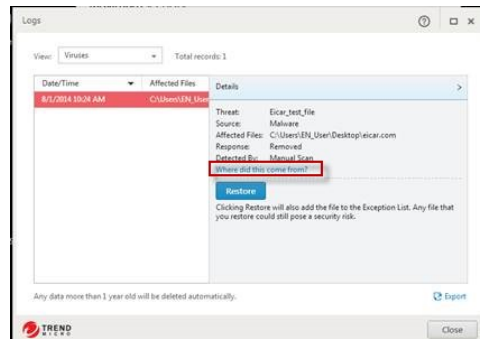 Logs
View: Viruses Total records: 1
Date/Time Affected Files Details
8/1/2014 10:24 AM C:\Users\EN_User
Threat: Eicar_test_file
Source: Malware
Affected Files: C:\Users\EN_User\Desktop\eicar.com
Response: Removed
Detected By: Manual Scan
Where did this come from?
Restore
Clicking Restore will also add the file to the Exception List. Any file that
you restore could still pose a security risk.
Any data more than 1 year old will be deleted automatically. Export
TREND
MICRO
Close